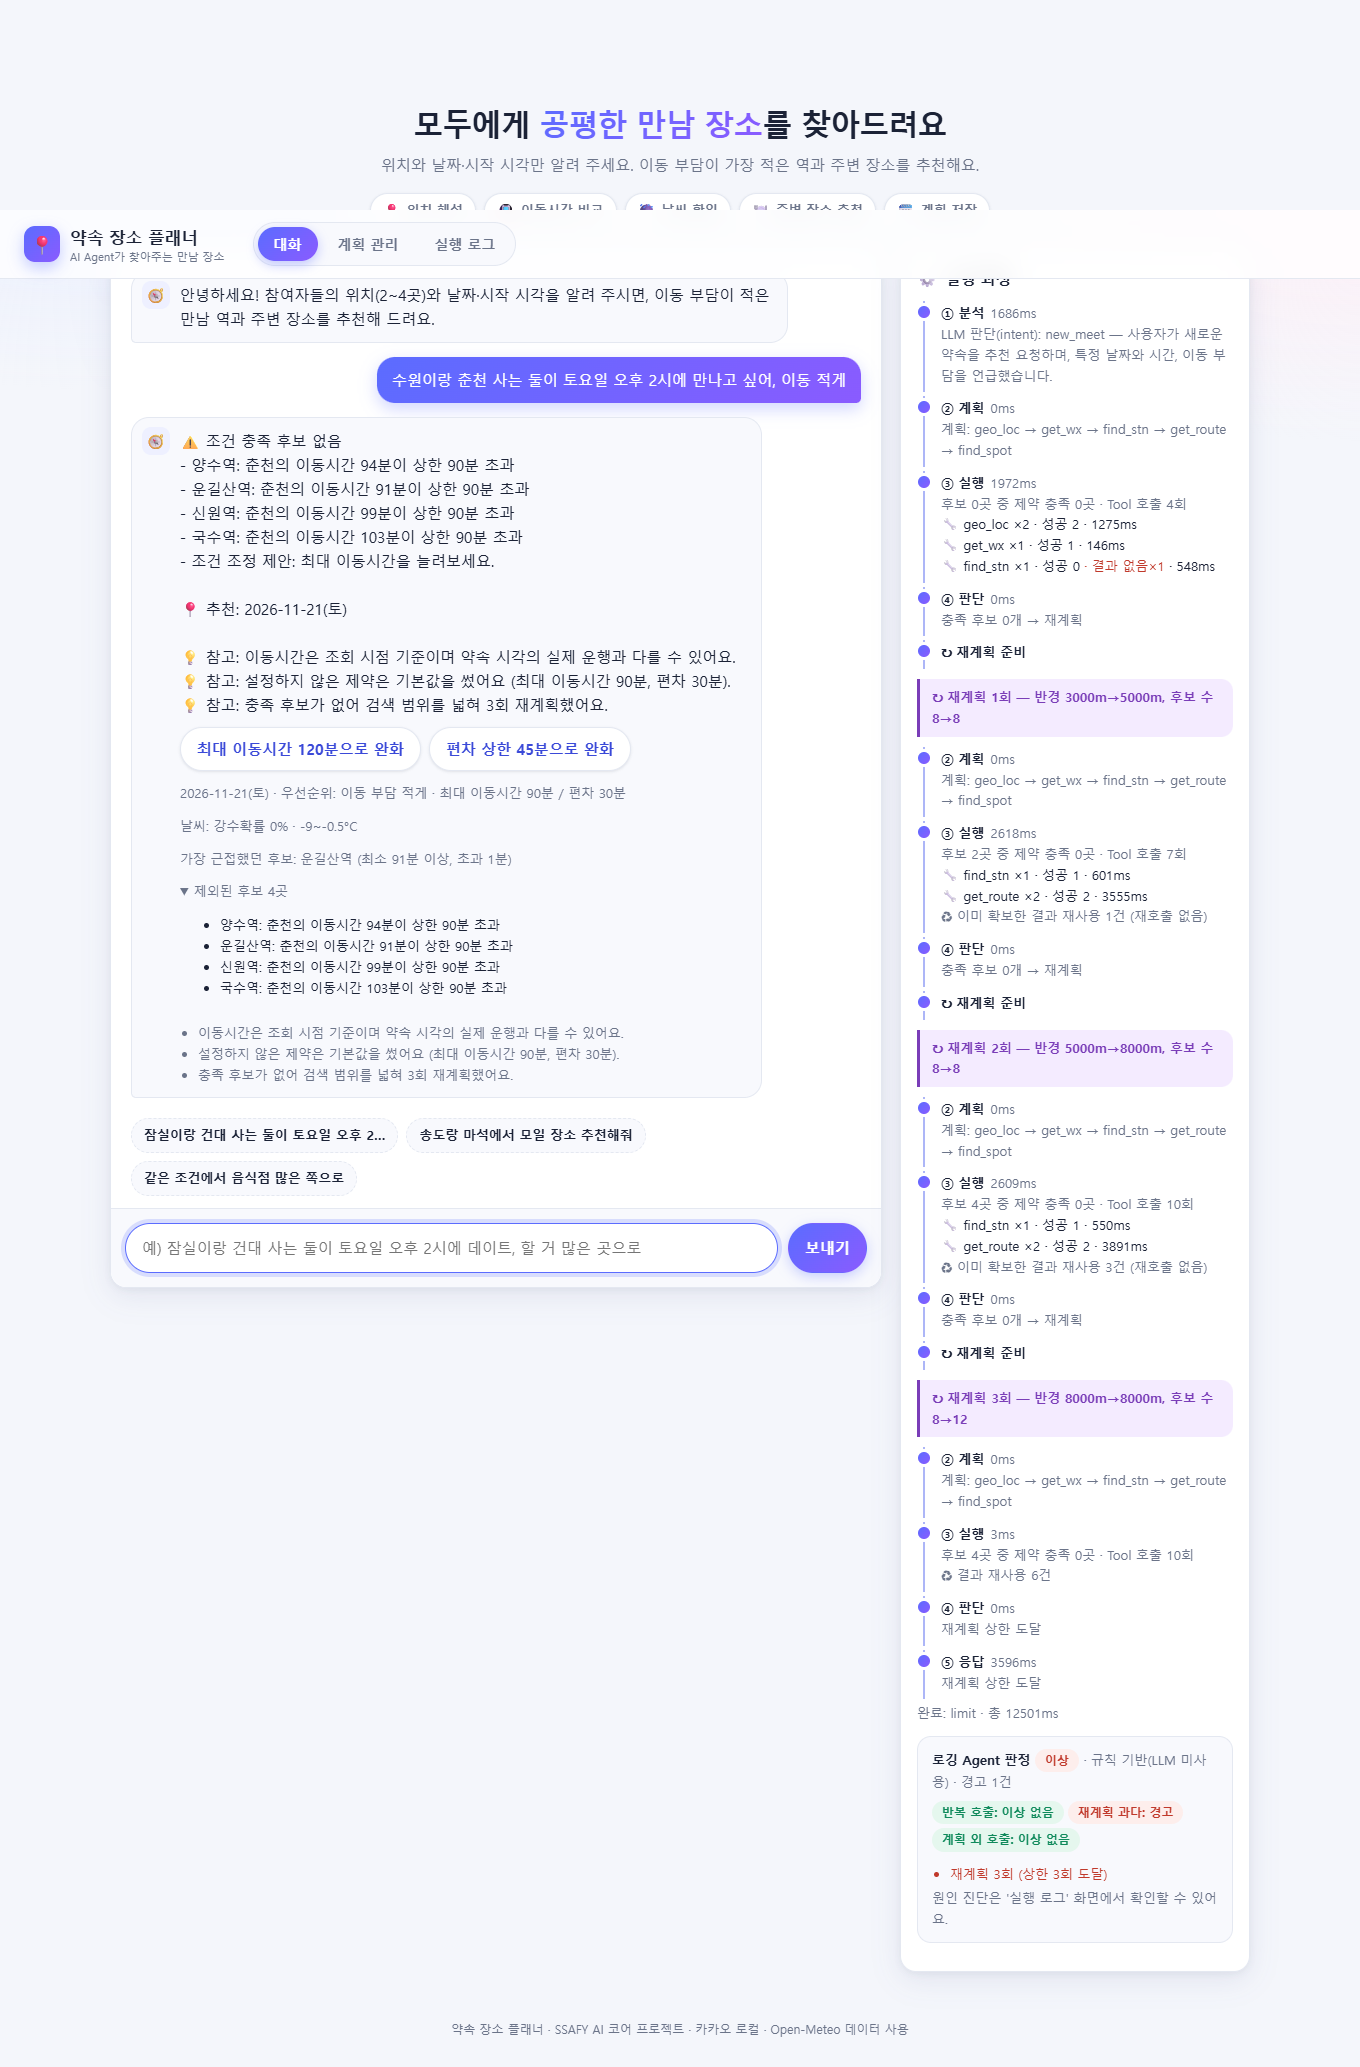 모두에게 공평한 만남 장소를 찾아드려요
위치와 날짜·시작 시각만 알려 주세요. 이동 부담이 가장 적은 역과 주변 장소를 추천해요.
약속 장소 플래너
AI Agent가 찾아주는 만남 장소
대화
계획 관리
실행 로그
안녕하세요! 참여자들의 위치(2~4곳)와 날짜·시작 시각을 알려 주시면, 이동 부담이 적은
만남 역과 주변 장소를 추천해 드려요.
수원이랑 춘천 사는 둘이 토요일 오후 2시에 만나고 싶어, 이동 적게
⚠️ 조건 충족 후보 없음
- 양수역: 춘천의 이동시간 94분이 상한 90분 초과
- 운길산역: 춘천의 이동시간 91분이 상한 90분 초과
- 신원역: 춘천의 이동시간 99분이 상한 90분 초과
- 국수역: 춘천의 이동시간 103분이 상한 90분 초과
- 조건 조정 제안: 최대 이동시간을 늘려보세요.
📍 추천: 2026-11-21(토)
💡 참고: 이동시간은 조회 시점 기준이며 약속 시각의 실제 운행과 다를 수 있어요.
💡 참고: 설정하지 않은 제약은 기본값을 썼어요 (최대 이동시간 90분, 편차 30분).
💡 참고: 충족 후보가 없어 검색 범위를 넓혀 3회 재계획했어요.
최대 이동시간 120분으로 완화
편차 상한 45분으로 완화
2026-11-21(토) · 우선순위: 이동 부담 적게 · 최대 이동시간 90분 / 편차 30분
날씨: 강수확률 0% · -9~-0.5°C
가장 근접했던 후보: 운길산역 (최소 91분 이상, 초과 1분)
▼ 제외된 후보 4곳
• 양수역: 춘천의 이동시간 94분이 상한 90분 초과
• 운길산역: 춘천의 이동시간 91분이 상한 90분 초과
• 신원역: 춘천의 이동시간 99분이 상한 90분 초과
• 국수역: 춘천의 이동시간 103분이 상한 90분 초과
• 이동시간은 조회 시점 기준이며 약속 시각의 실제 운행과 다를 수 있어요.
• 설정하지 않은 제약은 기본값을 썼어요 (최대 이동시간 90분, 편차 30분).
• 충족 후보가 없어 검색 범위를 넓혀 3회 재계획했어요.
잠실이랑 건대 사는 둘이 토요일 오후 2...
송도랑 마석에서 모일 장소 추천해줘
같은 조건에서 음식점 많은 쪽으로
예) 잠실이랑 건대 사는 둘이 토요일 오후 2시에 데이트, 할 거 많은 곳으로
보내기
① 분석 1686ms
LLM 판단(intent): new_meet — 사용자가 새로운
약속을 추천 요청하며, 특정 날짜와 시간, 이동 부
담을 언급했습니다.
② 계획 0ms
계획: geo_loc → get_wx → find_stn → get_route
→ find_spot
③ 실행 1972ms
후보 0곳 중 제약 충족 0곳 · Tool 호출 4회
🔧 geo_loc ×2 · 성공 2 · 1275ms
🔧 get_wx ×1 · 성공 1 · 146ms
🔧 find_stn ×1 · 성공 0 · 결과 없음×1 · 548ms
④ 판단 0ms
충족 후보 0개 → 재계획
↻ 재계획 준비
↻ 재계획 1회 — 반경 3000m→5000m, 후보 수
8→8
② 계획 0ms
계획: geo_loc → get_wx → find_stn → get_route
→ find_spot
③ 실행 2618ms
후보 2곳 중 제약 충족 0곳 · Tool 호출 7회
🔧 find_stn ×1 · 성공 1 · 601ms
🔧 get_route ×2 · 성공 2 · 3555ms
♻ 이미 확보한 결과 재사용 1건 (재호출 없음)
④ 판단 0ms
충족 후보 0개 → 재계획
↻ 재계획 준비
↻ 재계획 2회 — 반경 5000m→8000m, 후보 수
8→8
② 계획 0ms
계획: geo_loc → get_wx → find_stn → get_route
→ find_spot
③ 실행 2609ms
후보 4곳 중 제약 충족 0곳 · Tool 호출 10회
🔧 find_stn ×1 · 성공 1 · 550ms
🔧 get_route ×2 · 성공 2 · 3891ms
♻ 이미 확보한 결과 재사용 3건 (재호출 없음)
④ 판단 0ms
충족 후보 0개 → 재계획
↻ 재계획 준비
↻ 재계획 3회 — 반경 8000m→8000m, 후보 수
8→12
② 계획 0ms
계획: geo_loc → get_wx → find_stn → get_route
→ find_spot
③ 실행 3ms
후보 4곳 중 제약 충족 0곳 · Tool 호출 10회
♻ 결과 재사용 6건
④ 판단 0ms
재계획 상한 도달
⑤ 응답 3596ms
재계획 상한 도달
완료: limit · 총 12501ms
로깅 Agent 판정 이상 · 규칙 기반(LLM 미사
용) · 경고 1건
반복 호출: 이상 없음
재계획 과다: 경고
계획 외 호출: 이상 없음
• 재계획 3회 (상한 3회 도달)
원인 진단은 '실행 로그' 화면에서 확인할 수 있어
요.
약속 장소 플래너 · SSAFY AI 코어 프로젝트 · 카카오 로컬 · Open-Meteo 데이터 사용